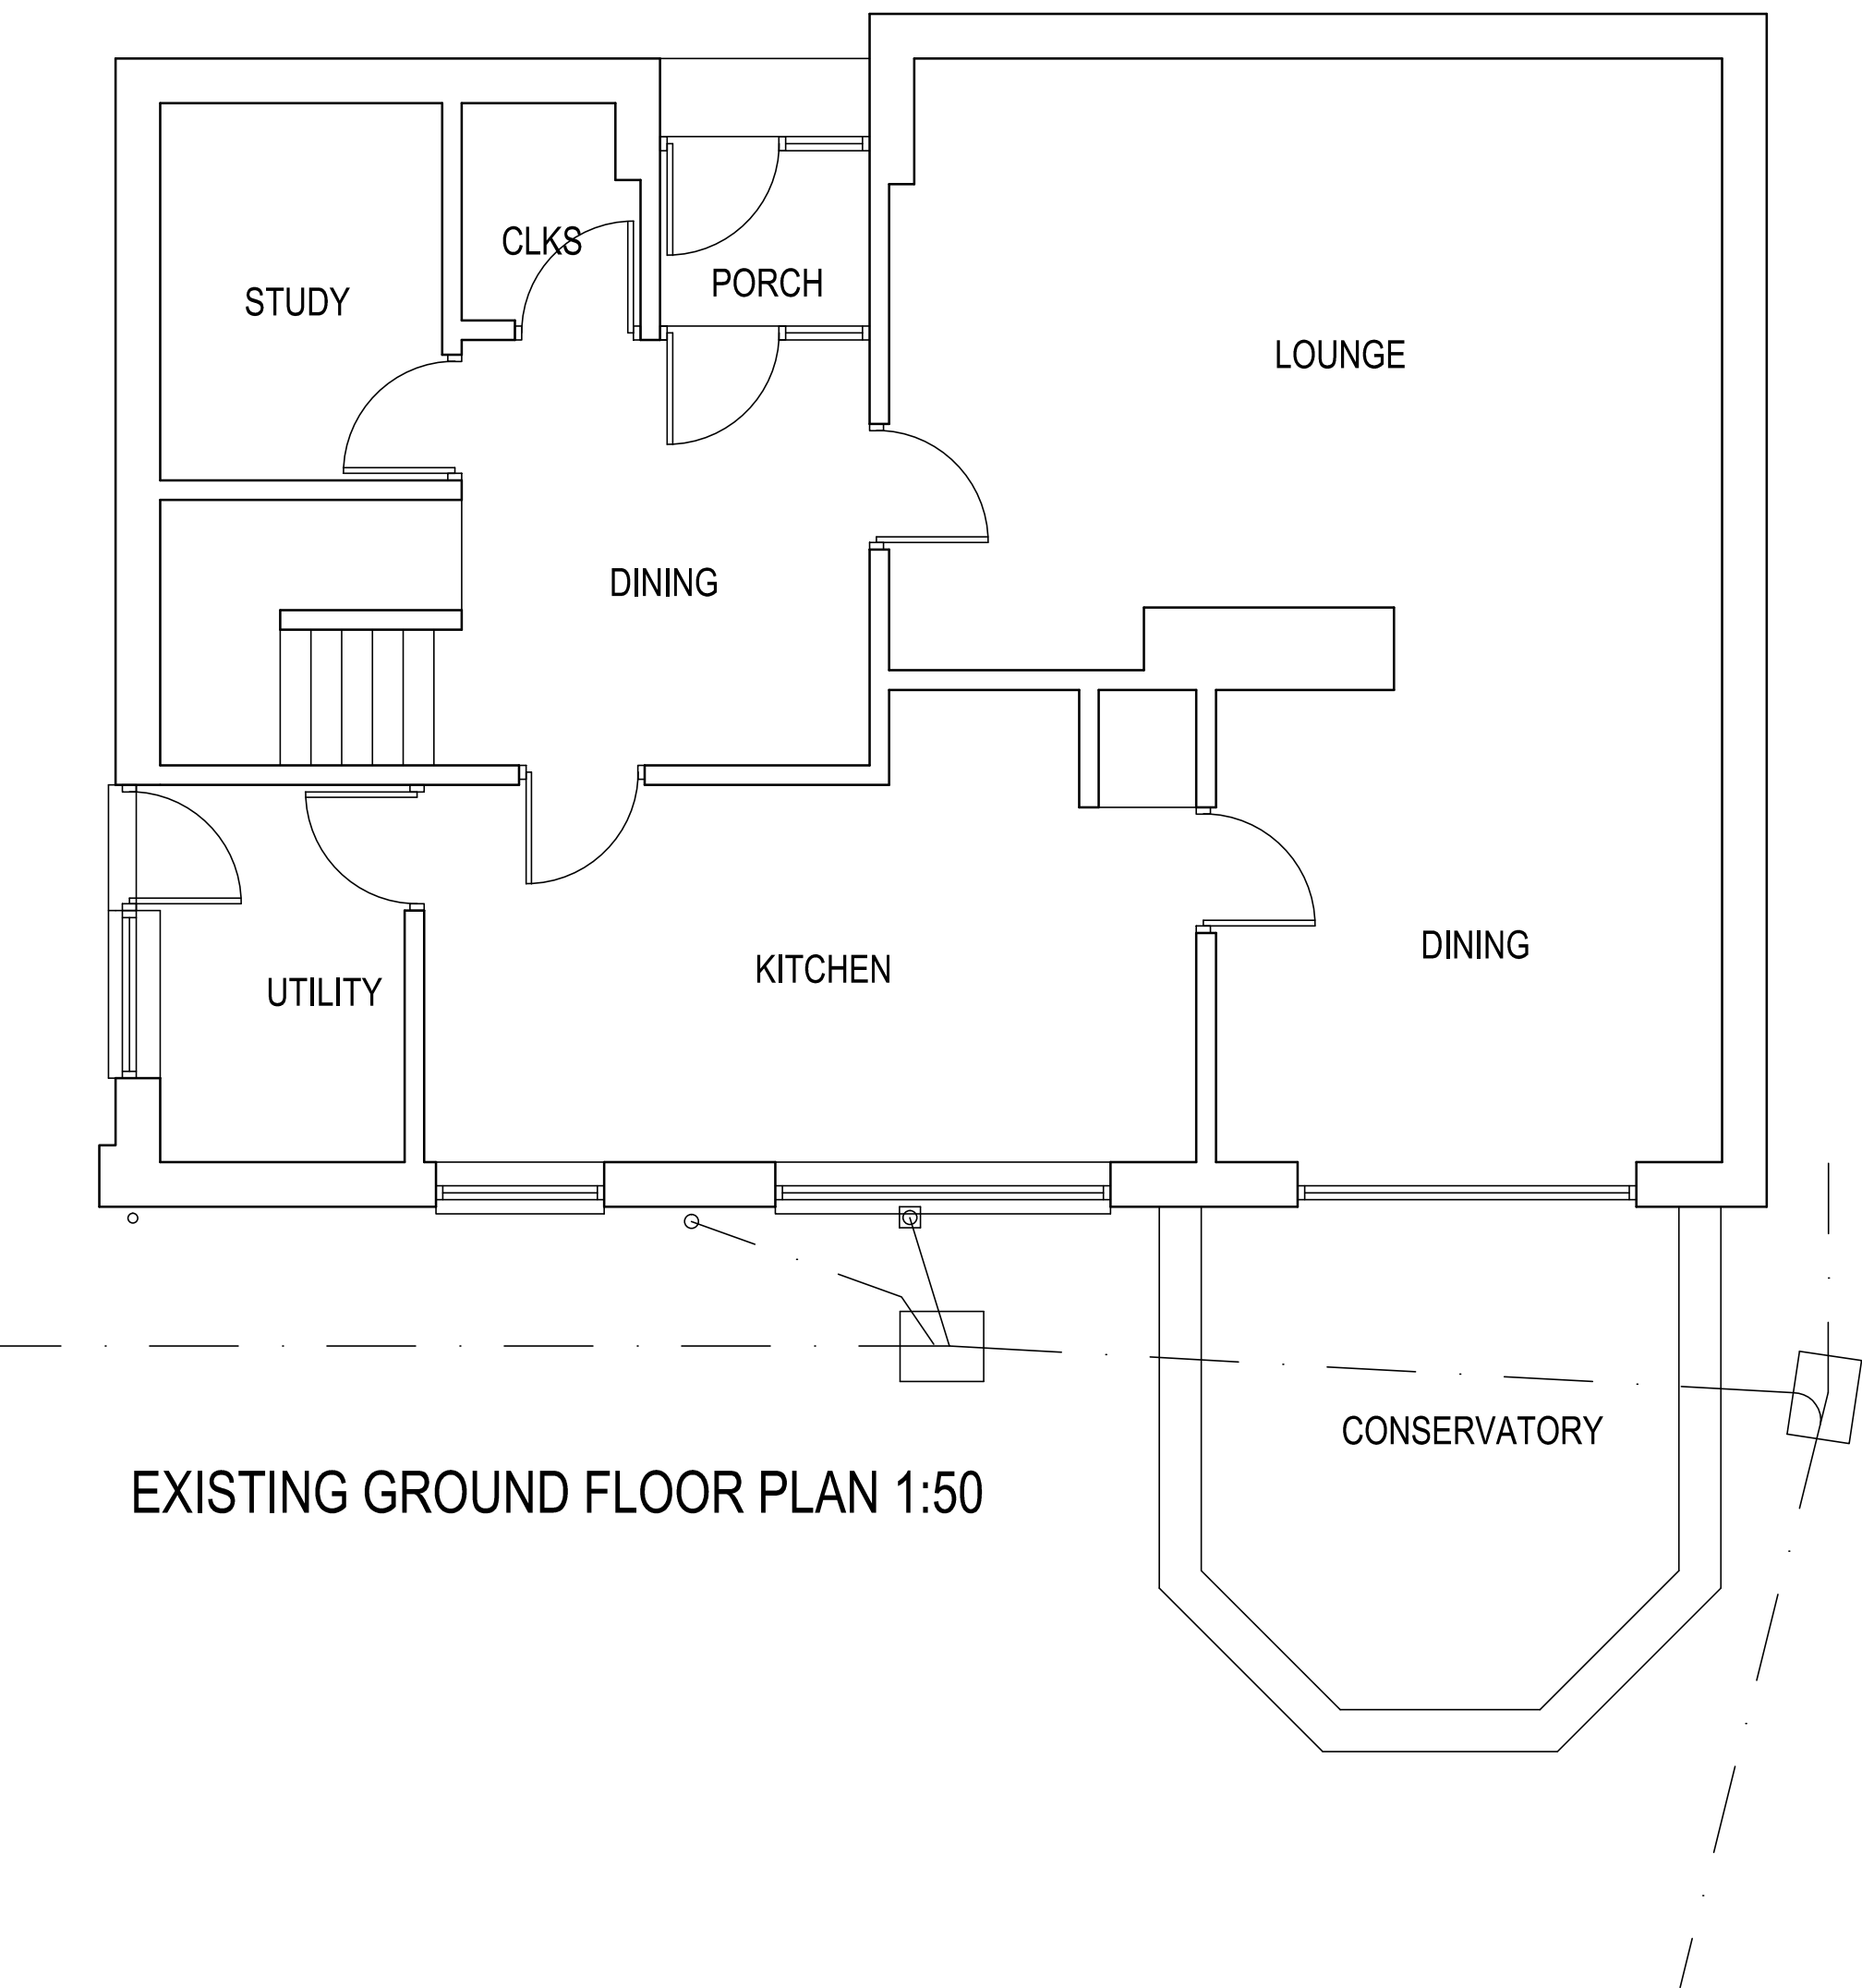 CLKS
STUDY
PORCH
LOUNGE
DINING
KITCHEN
DINING
UTILITY
CONSERVATORY
EXISTING GROUND FLOOR PLAN 1:50